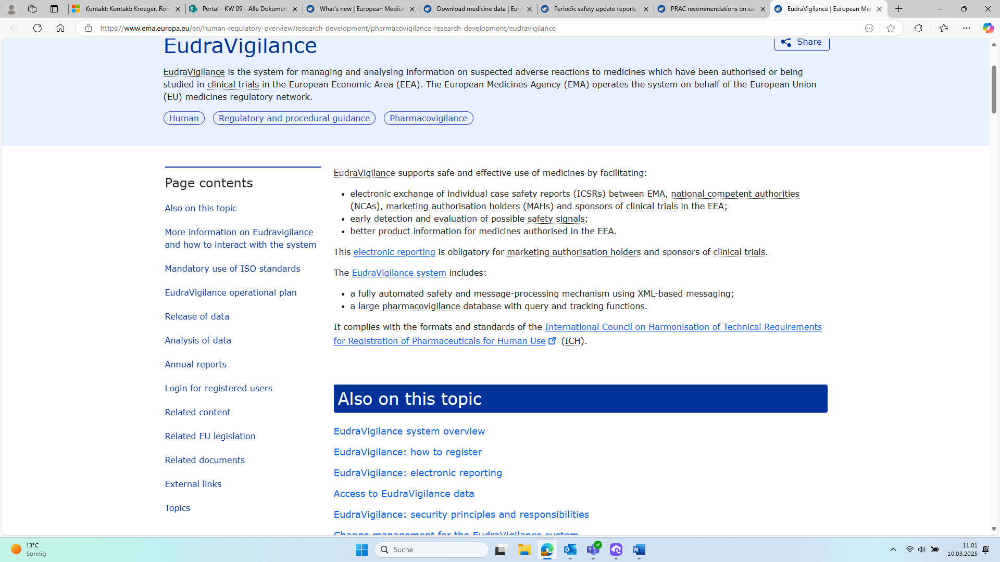 Kontakt: Kontakt: Kroeger, Ron
Portal - KW 09 - Alle Dokumen
What's new | European Medicin
Download medicine data | Euro
Periodic safety update reports
PRAC recommendations on saf
EudraVigilance | European Med
https://www.ema.europa.eu/en/human-regulatory-overview/research-development/pharmacovigilance-research-development/eudravigilance
EudraVigilance
Share
EudraVigilance is the system for managing and analysing information on suspected adverse reactions to medicines which have been authorised or being
studied in clinical trials in the European Economic Area (EEA). The European Medicines Agency (EMA) operates the system on behalf of the European Union
(EU) medicines regulatory network.
Human
Regulatory and procedural guidance
Pharmacovigilance
Page contents
Also on this topic
More information on Eudravigilance
and how to interact with the system
Mandatory use of ISO standards
EudraVigilance operational plan
Release of data
Analysis of data
Annual reports
Login for registered users
Related content
Related EU legislation
Related documents
External links
Topics
EudraVigilance supports safe and effective use of medicines by facilitating:
• electronic exchange of individual case safety reports (ICSRs) between EMA, national competent authorities
(NCAs), marketing authorisation holders (MAHs) and sponsors of clinical trials in the EEA;
• early detection and evaluation of possible safety signals;
• better product information for medicines authorised in the EEA.
This electronic reporting is obligatory for marketing authorisation holders and sponsors of clinical trials.
The EudraVigilance system includes:
• a fully automated safety and message-processing mechanism using XML-based messaging;
• a large pharmacovigilance database with query and tracking functions.
It complies with the formats and standards of the International Council on Harmonisation of Technical Requirements
for Registration of Pharmaceuticals for Human Use (ICH).
Also on this topic
EudraVigilance system overview
EudraVigilance: how to register
EudraVigilance: electronic reporting
Access to EudraVigilance data
EudraVigilance: security principles and responsibilities
Change management for the EudraVigilance system
13°C
Sonnig
Suche
11:01
10.03.2025